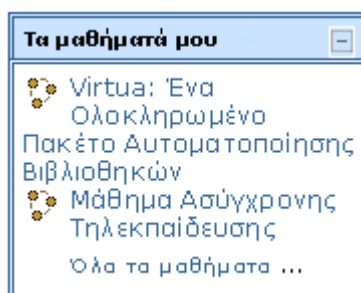 Τα μαθήματά μου
Virtua: Ένα
Ολοκληρωμένο
Πακέτο Αυτοματοποίησης
Βιβλιοθηκών
Μάθημα Ασύγχρονης
Τηλεκπαίδευσης
Όλα τα μαθήματα ...